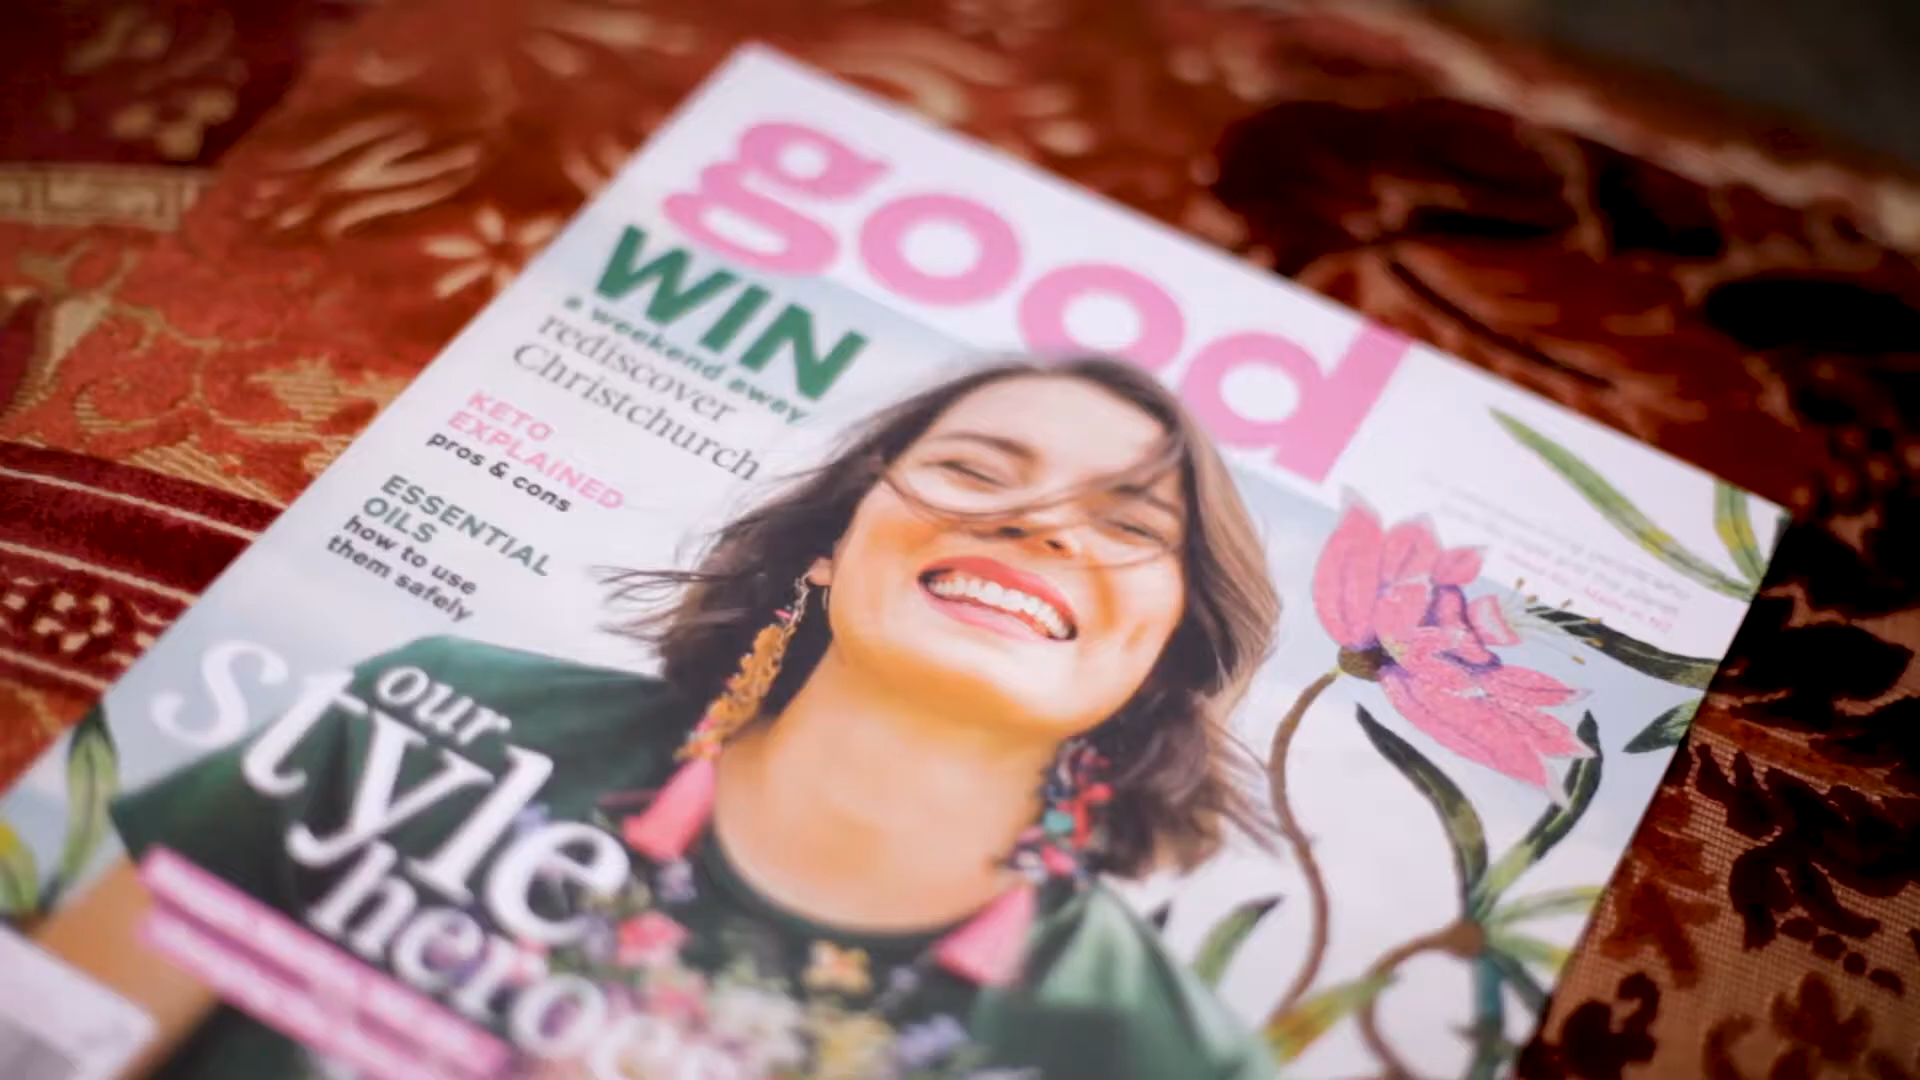 good
WIN
a weekend away
rediscover
Christchurch
KETO
EXPLAINED
pros & cons
ESSENTIAL
OILS
how to use
them safely
our
style
heroes